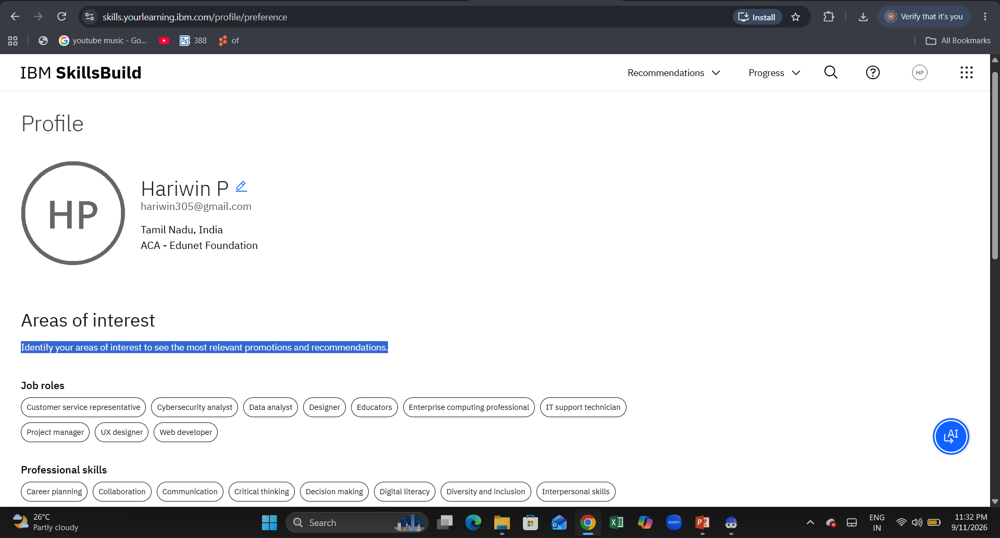 skills.yourlearning.ibm.com/profile/preference
Install
H
Verify that it's you
youtube music - Go...
388
of
All Bookmarks
IBM SkillsBuild
Recommendations
Progress
HP
Profile
HP
Hariwin P
hariwin305@gmail.com
Tamil Nadu, India
ACA - Edunet Foundation
Areas of interest
Identify your areas of interest to see the most relevant promotions and recommendations.
Job roles
Customer service representative
Cybersecurity analyst
Data analyst
Designer
Educators
Enterprise computing professional
IT support technician
Project manager
UX designer
Web developer
AI
Professional skills
Career planning
Collaboration
Communication
Critical thinking
Decision making
Digital literacy
Diversity and inclusion
Interpersonal skills
26°C
Partly cloudy
Search
zoom
ENG
IN
11:32 PM
9/11/2026